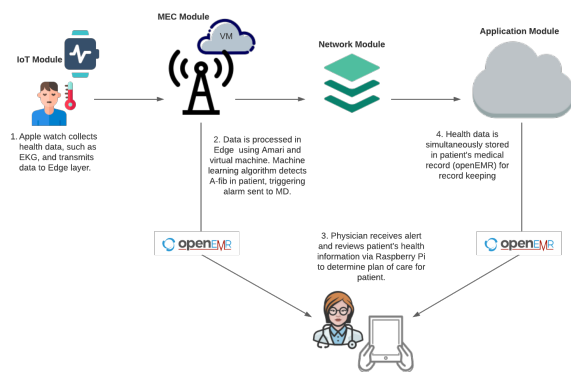 MEC Module
VM
Application Module
Network Module
IoT Module
1. Apple watch collects
health data, such as
EKG, and transmits
data to Edge layer.
2. Data is processed in
Edge using Amari and
virtual machine. Machine
learning algorithm detects
A-fib in patient, triggering
alarm sent to MD.
4. Health data is
simultaneously stored
in patient's medical
record (openEMR) for
record keeping
openEMR
openEMR
3. Physician receives alert
and reviews patient's health
information via Raspberry Pi
to determine plan of care for
patient.